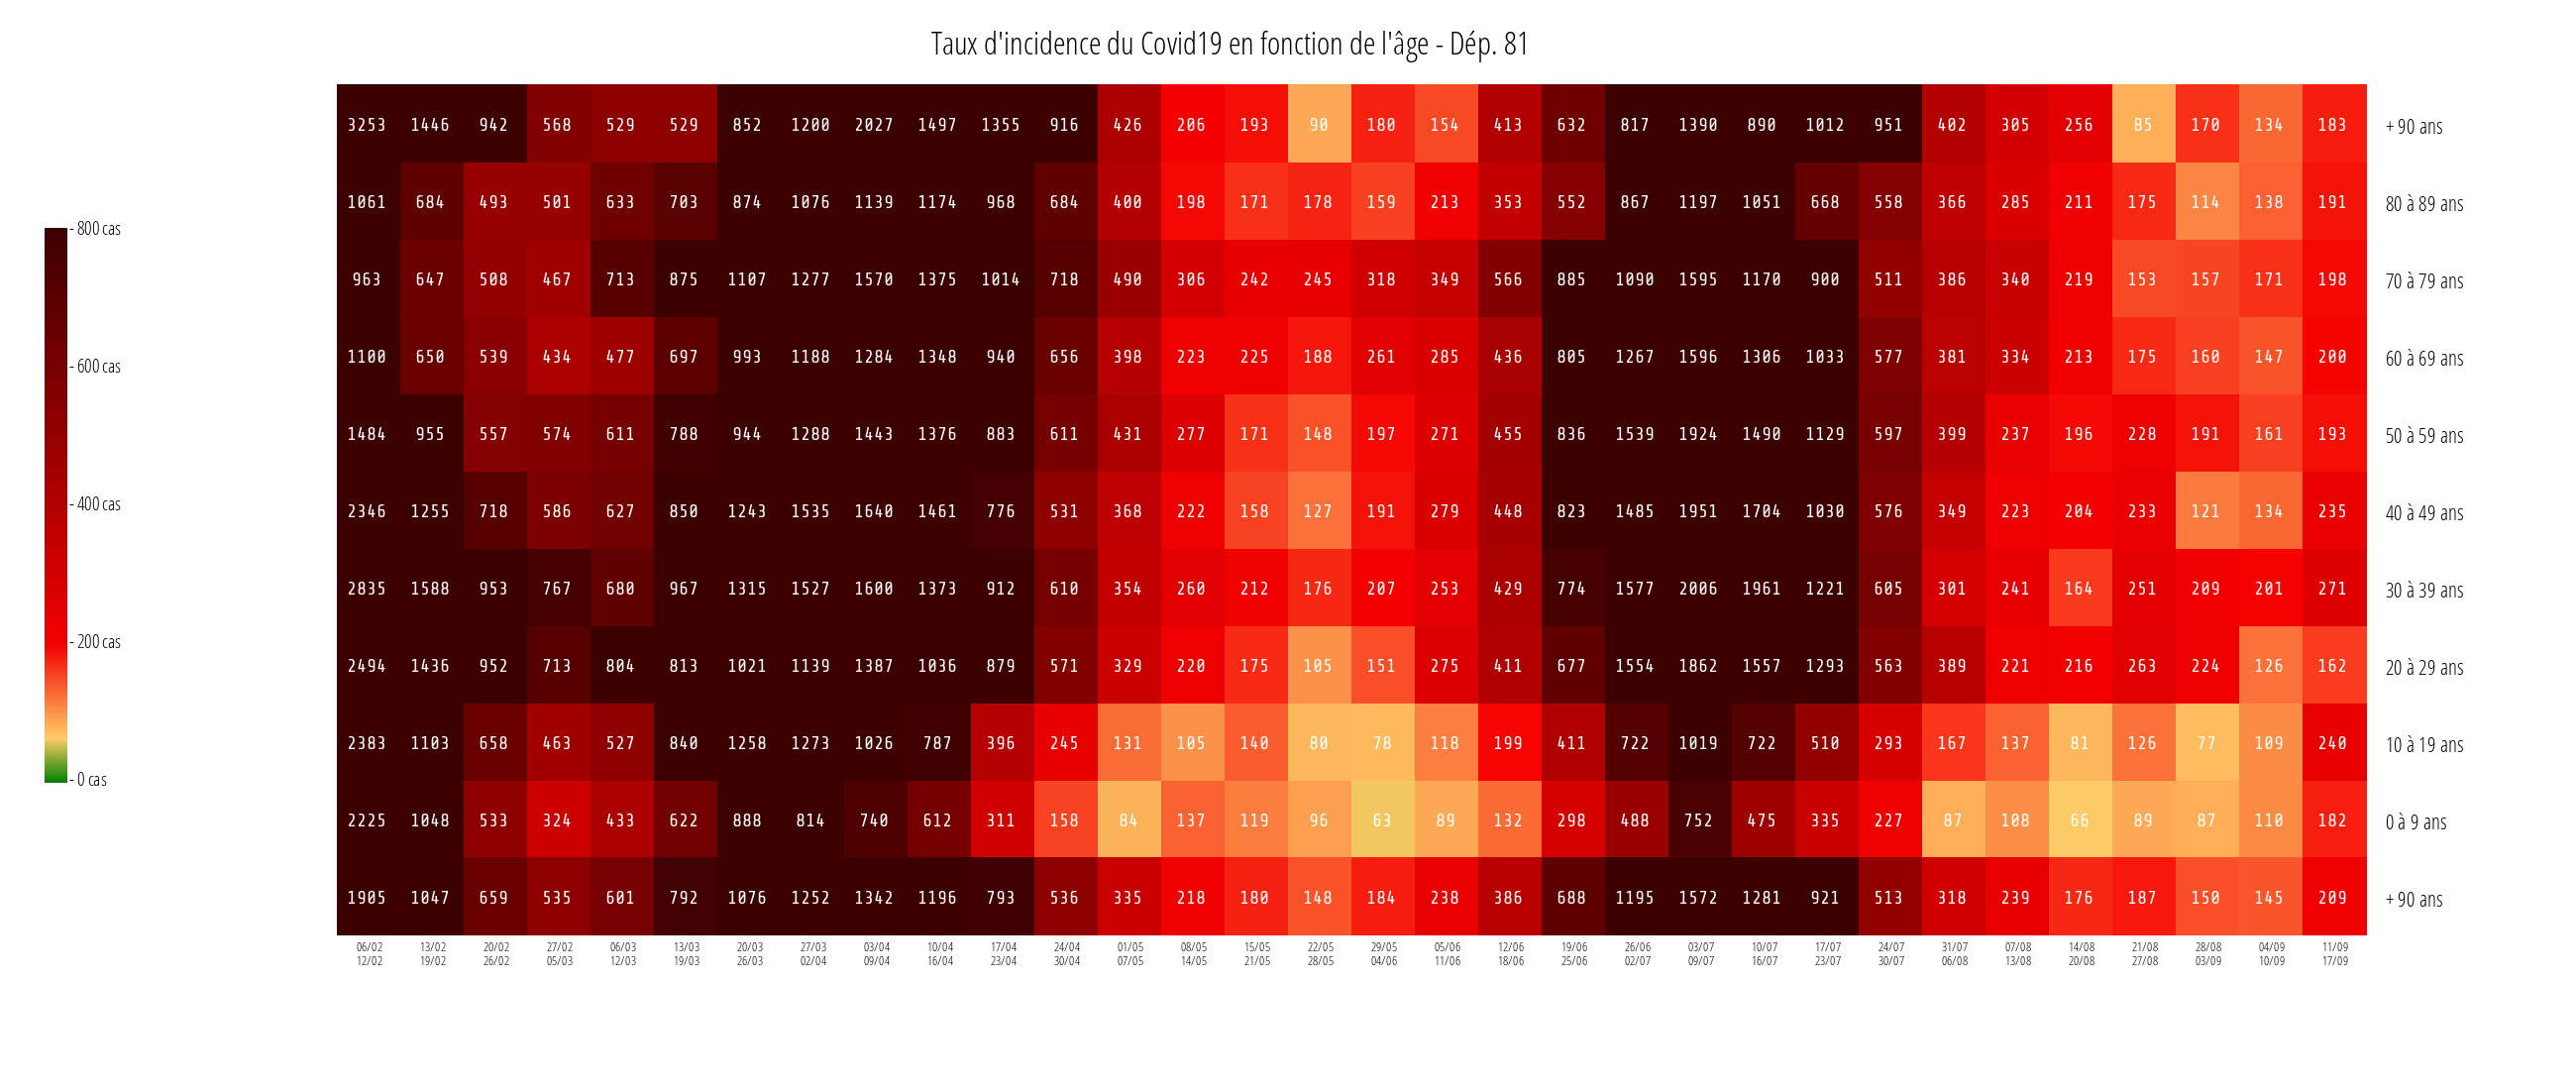 Taux d'incidence du Covid19 en fonction de l'âge - Dép. 81
3253 1446 942 568 529 529 852 1200 2027 1497 1355 916 426 206 193 90 180 154 413 632 817 1390 890 1012 951 402 305 256 85 170 134 183 + 90 ans
1061 684 493 501 633 703 874 1076 1139 1174 968 684 400 198 171 178 159 213 353 552 867 1197 1051 668 558 366 285 211 175 114 138 191 80 à 89 ans
- 800 cas
963 647 508 467 713 875 1107 1277 1570 1375 1014 718 490 306 242 245 318 349 566 885 1090 1595 1170 900 511 386 340 219 153 157 171 198 70 à 79 ans
1100 650 539 434 477 697 993 1188 1284 1348 940 656 398 223 225 188 261 285 436 805 1267 1596 1306 1033 577 381 334 213 175 160 147 200 60 à 69 ans
- 600 cas
1484 955 557 574 611 788 944 1288 1443 1376 883 611 431 277 171 148 197 271 455 836 1539 1924 1490 1129 597 399 237 196 228 191 161 193 50 à 59 ans
- 400 cas
2346 1255 718 586 627 850 1243 1535 1640 1461 776 531 368 222 158 127 191 279 448 823 1485 1951 1704 1030 576 349 223 204 233 121 134 235 40 à 49 ans
2835 1588 953 767 680 967 1315 1527 1600 1373 912 610 354 260 212 176 207 253 429 774 1577 2006 1961 1221 605 301 241 164 251 209 201 271 30 à 39 ans
- 200 cas
2494 1436 952 713 804 813 1021 1139 1387 1036 879 571 329 220 175 105 151 275 411 677 1554 1862 1557 1293 563 389 221 216 263 224 126 162 20 à 29 ans
2383 1103 658 463 527 840 1258 1273 1026 787 396 245 131 105 140 80 78 118 199 411 722 1019 722 510 293 167 137 81 126 77 109 240 10 à 19 ans
- 0 cas
2225 1048 533 324 433 622 888 814 740 612 311 158 84 137 119 96 63 89 132 298 488 752 475 335 227 87 108 66 89 87 110 182 0 à 9 ans
1905 1047 659 535 601 792 1076 1252 1342 1196 793 536 335 218 180 148 184 238 386 688 1195 1572 1281 921 513 318 239 176 187 150 145 209 + 90 ans
06/02 13/02 20/02 27/02 06/03 13/03 20/03 27/03 03/04 10/04 17/04 24/04 01/05 08/05 15/05 22/05 29/05 05/06 12/06 19/06 26/06 03/07 10/07 17/07 24/07 31/07 07/08 14/08 21/08 28/08 04/09 11/09
12/02 19/02 26/02 05/03 12/03 19/03 26/03 02/04 09/04 16/04 23/04 30/04 07/05 14/05 21/05 28/05 04/06 11/06 18/06 25/06 02/07 09/07 16/07 23/07 30/07 06/08 13/08 20/08 27/08 03/09 10/09 17/09